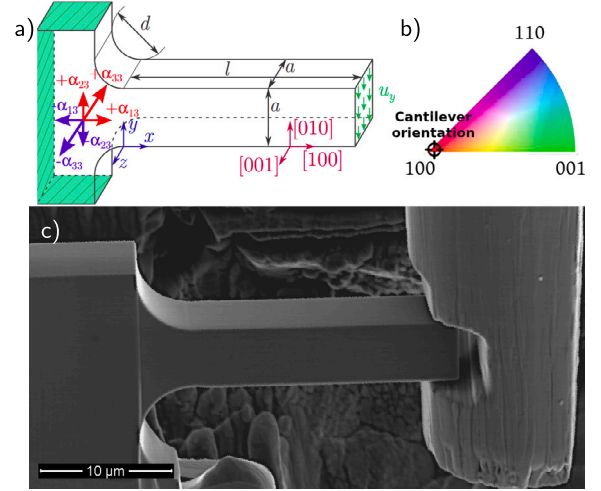 a)
d
l
a
a
u_y
+α₂₃
+α₃₃
-α₁₃
+α₁₃
-α₂₃
-α₃₃
y
x
z
[010]
[001]
[100]
b)
110
Cantilever
orientation
100
001
c)
10 µm